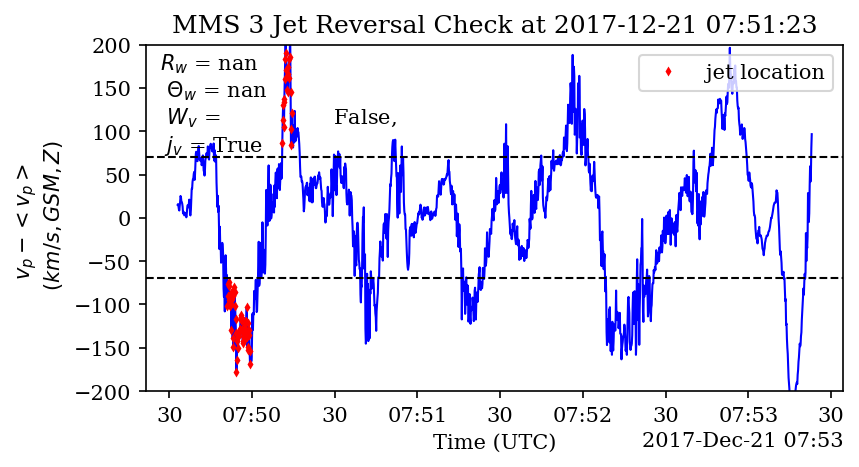 MMS 3 Jet Reversal Check at 2017-12-21 07:51:23
R_w = nan
Θ_w = nan
W_v = False,
j_v = True
jet location
v_p − < v_p >
(km/s, GSM, Z)
200
150
100
50
0
−50
−100
−150
−200
30 07:50 30 07:51 30 07:52 30 07:53 30
Time (UTC)
2017-Dec-21 07:53